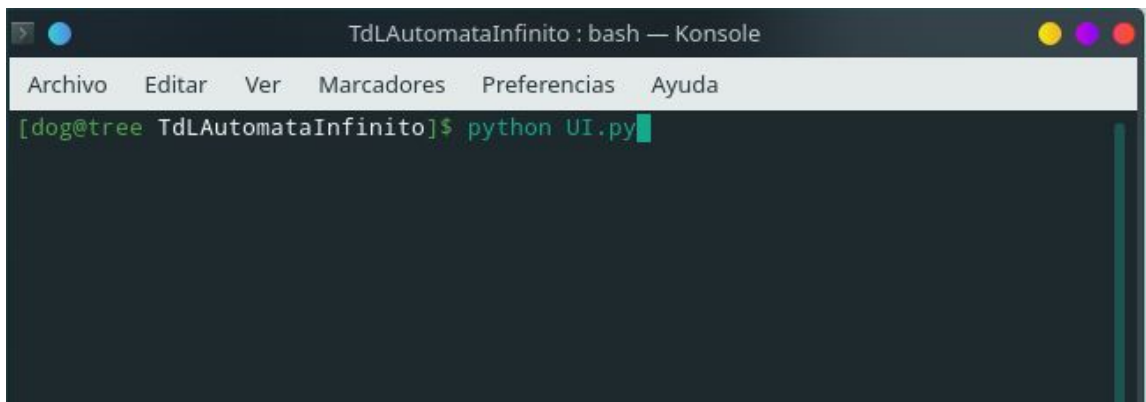 TdLAutomataInfinito : bash — Konsole
Archivo Editar Ver Marcadores Preferencias Ayuda
[dog@tree TdLAutomataInfinito]$ python UI.py